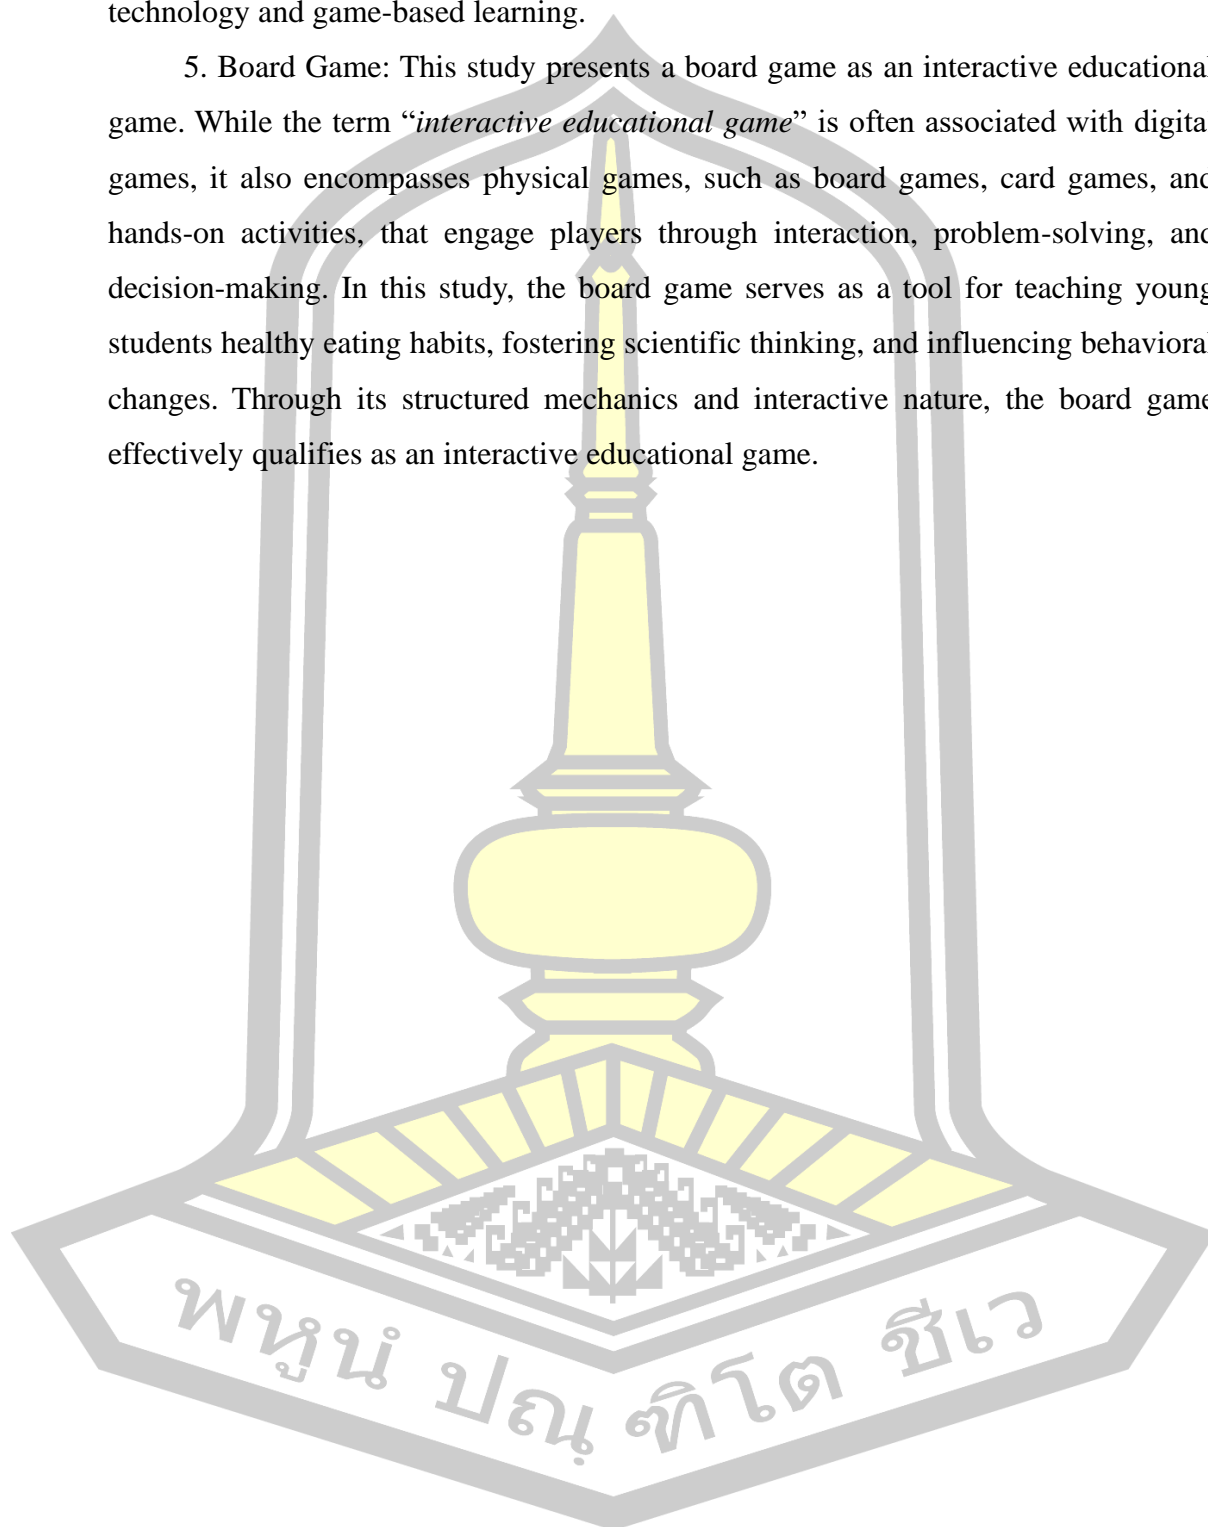 technology and game-based learning.
5. Board Game: This study presents a board game as an interactive educational
game. While the term “interactive educational game” is often associated with digital
games, it also encompasses physical games, such as board games, card games, and
hands-on activities, that engage players through interaction, problem-solving, and
decision-making. In this study, the board game serves as a tool for teaching young
students healthy eating habits, fostering scientific thinking, and influencing behavioral
changes. Through its structured mechanics and interactive nature, the board game
effectively qualifies as an interactive educational game.
พหูนํ ปณฺฑิโต ชีเว